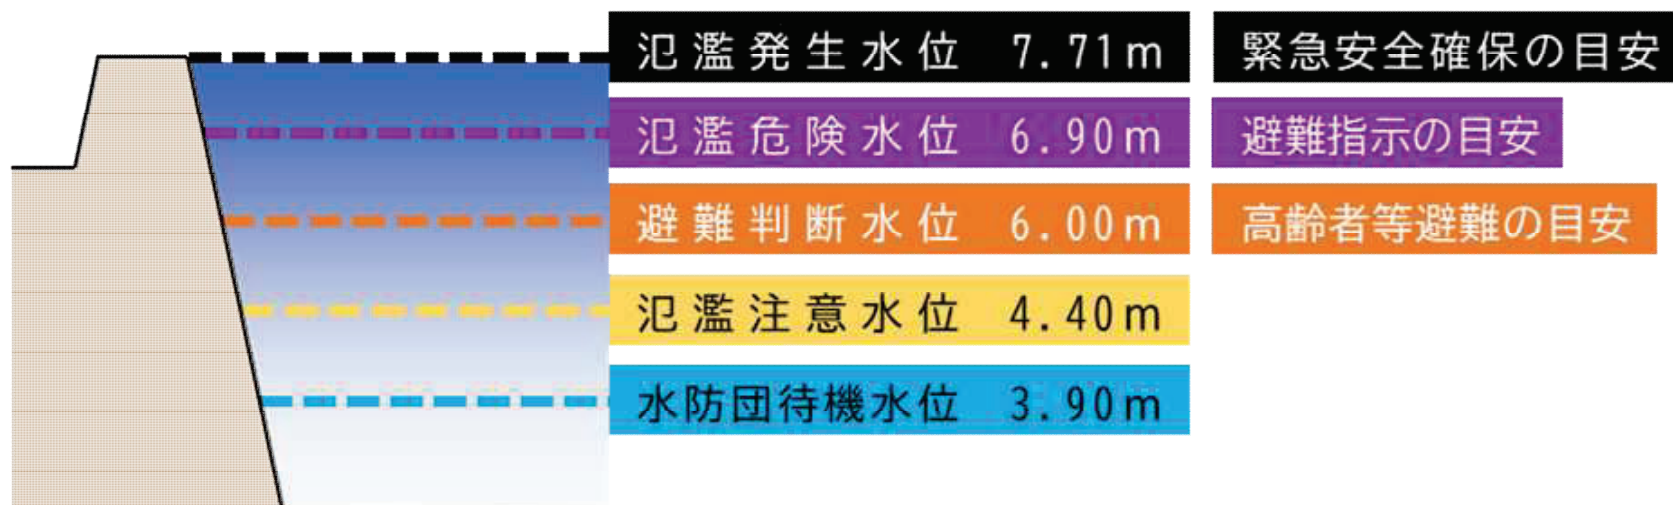 氾濫発生水位 7.71m 緊急安全確保の目安
氾濫危険水位 6.90m 避難指示の目安
避難判断水位 6.00m 高齢者等避難の目安
氾濫注意水位 4.40m
水防団待機水位 3.90m